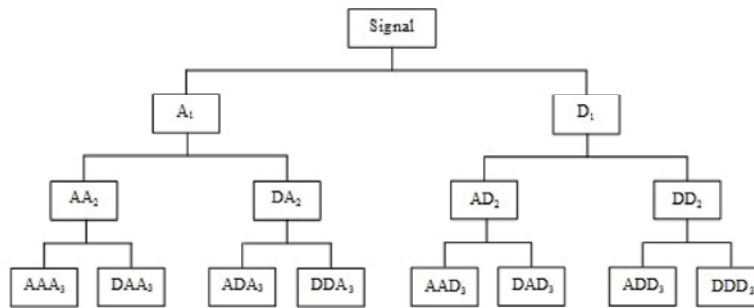 Signal
A₁ D₁
AA₂ DA₂ AD₂ DD₂
AAA₃ DAA₃ ADA₃ DDA₃ AAD₃ DAD₃ ADD₃ DDD₃